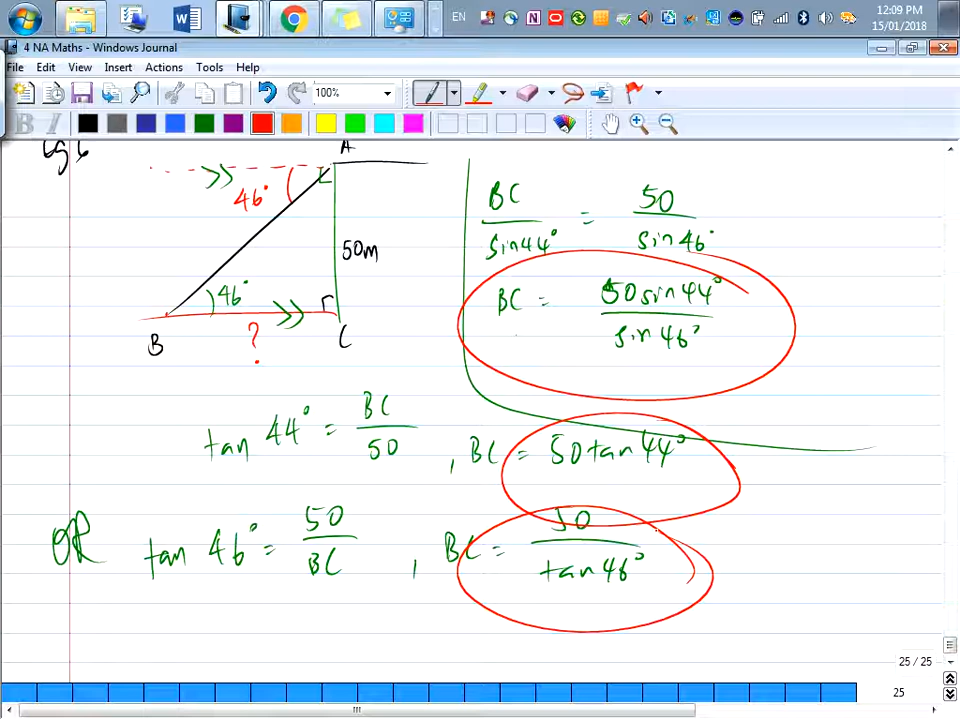 EN
12:09 PM
15/01/2018
4 NA Maths - Windows Journal
File Edit View Insert Actions Tools Help
100%
B I
Eg 6
A
46°
50m
46°
B
?
C
BC / sin44° = 50 / sin46°
BC = 50sin44° / sin46°
tan 44° = BC / 50 , BC = 50tan44°
OR tan 46° = 50 / BC , BC = 50 / tan46°
25 / 25
25